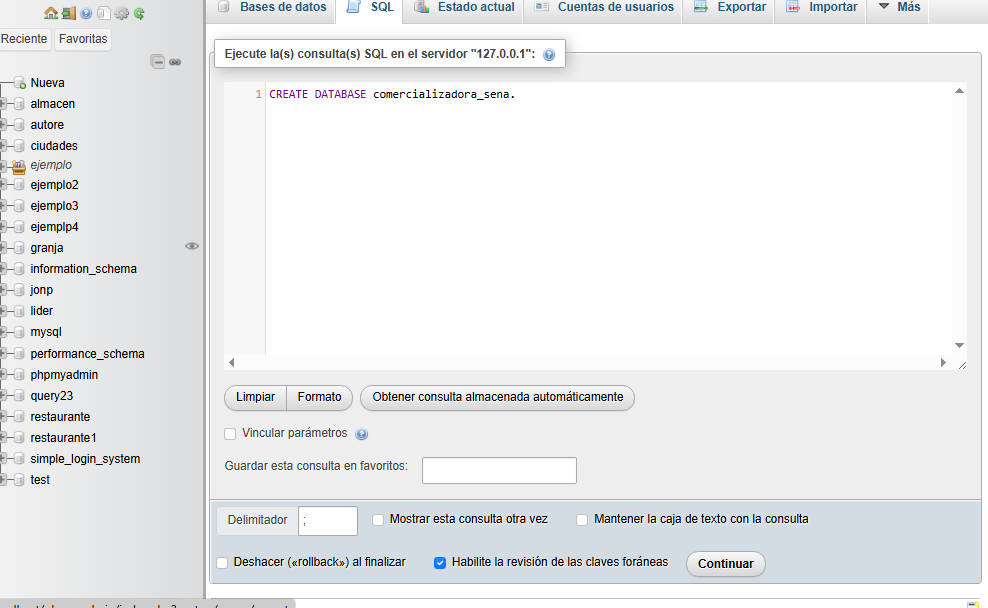 Bases de datos SQL Estado actual Cuentas de usuarios Exportar Importar Más
Reciente Favoritas
Nueva
almacen
autore
ciudades
ejemplo
ejemplo2
ejemplo3
ejemplp4
granja
information_schema
jonp
lider
mysql
performance_schema
phpmyadmin
query23
restaurante
restaurante1
simple_login_system
test
Ejecute la(s) consulta(s) SQL en el servidor "127.0.0.1":
1 CREATE DATABASE comercializadora_sena.
Limpiar Formato Obtener consulta almacenada automáticamente
Vincular parámetros
Guardar esta consulta en favoritos:
Delimitador ; Mostrar esta consulta otra vez Mantener la caja de texto con la consulta
Deshacer («rollback») al finalizar Habilite la revisión de las claves foráneas Continuar